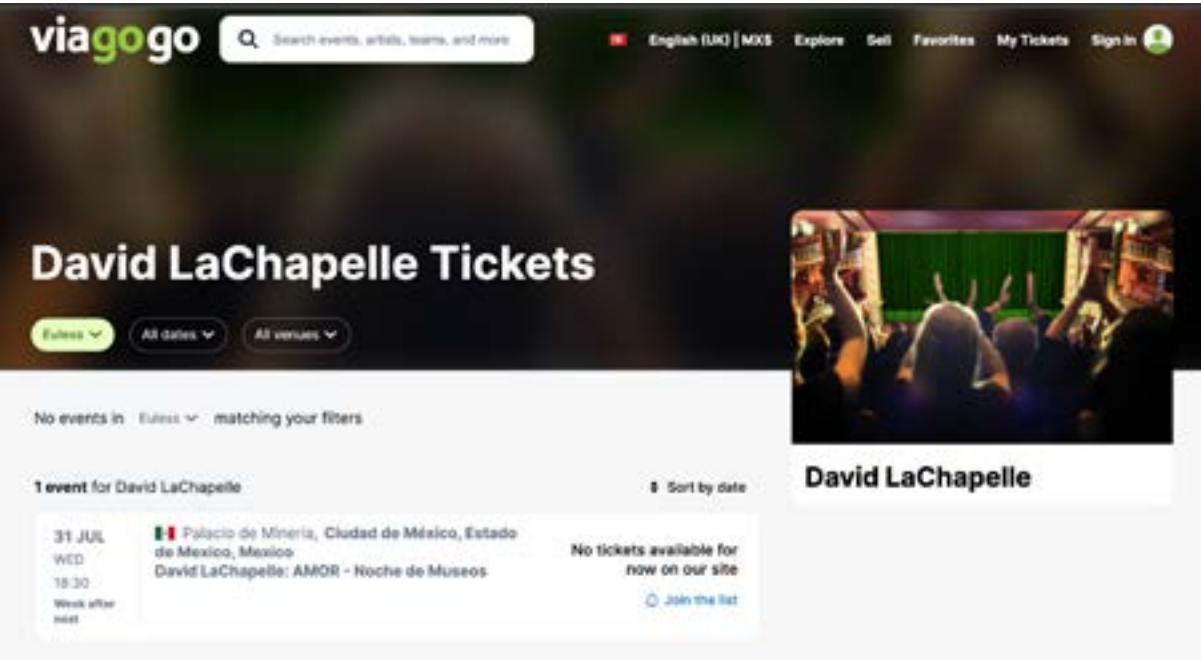 viagogo
Search events, artists, teams, and more
English (UK) | MX$ Explore Sell Favorites My Tickets Sign In
David LaChapelle Tickets
Euless All dates All venues
No events in Euless matching your filters
1 event for David LaChapelle
Sort by date
David LaChapelle
31 JUL
WED
18:30
Week after
next
Palacio de Minería, Ciudad de México, Estado
de Mexico, Mexico
David LaChapelle: AMOR - Noche de Museos
No tickets available for
now on our site
Join the list